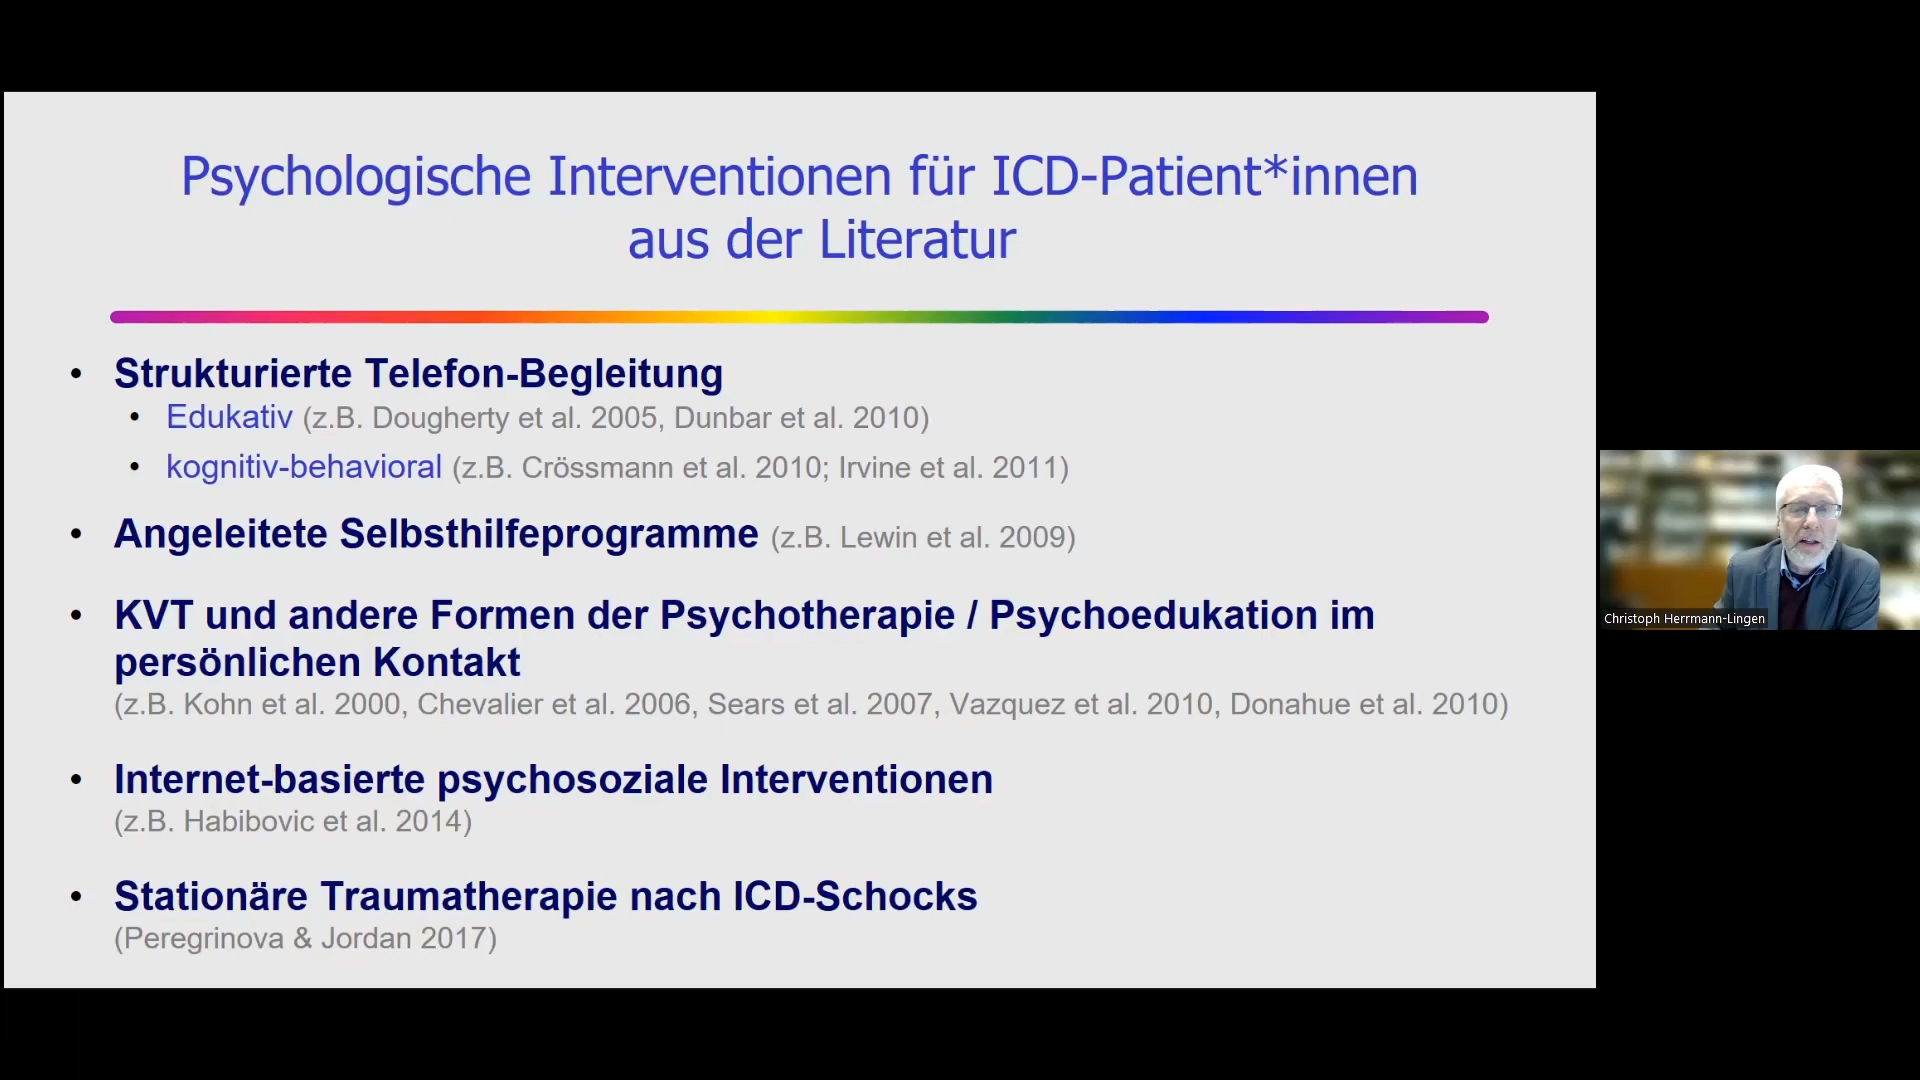 Psychologische Interventionen für ICD-Patient*innen
aus der Literatur
• Strukturierte Telefon-Begleitung
• Edukativ (z.B. Dougherty et al. 2005, Dunbar et al. 2010)
• kognitiv-behavioral (z.B. Crössmann et al. 2010; Irvine et al. 2011)
• Angeleitete Selbsthilfeprogramme (z.B. Lewin et al. 2009)
• KVT und andere Formen der Psychotherapie / Psychoedukation im
persönlichen Kontakt
(z.B. Kohn et al. 2000, Chevalier et al. 2006, Sears et al. 2007, Vazquez et al. 2010, Donahue et al. 2010)
• Internet-basierte psychosoziale Interventionen
(z.B. Habibovic et al. 2014)
• Stationäre Traumatherapie nach ICD-Schocks
(Peregrinova & Jordan 2017)
Christoph Herrmann-Lingen